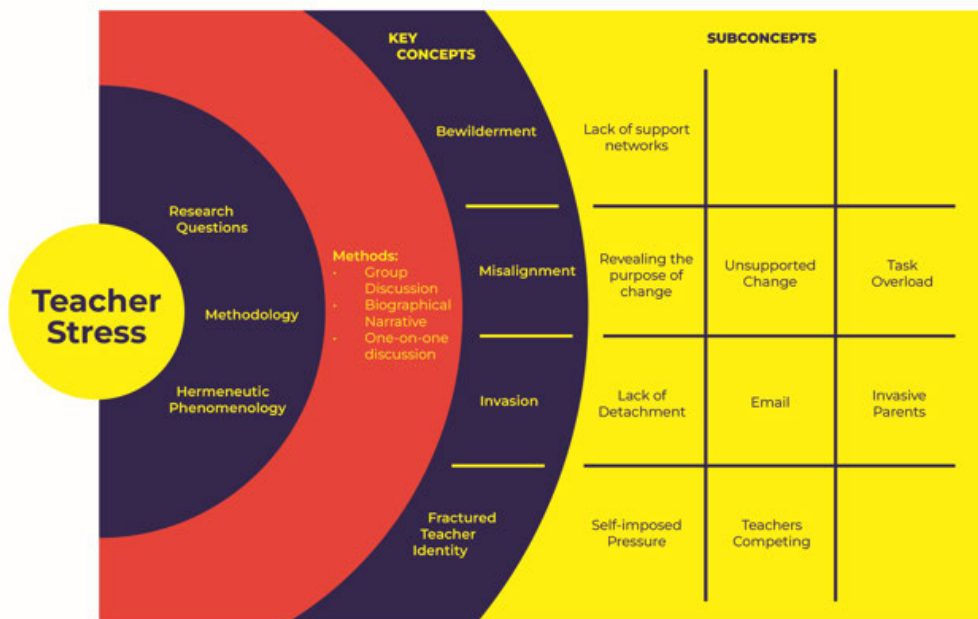 Teacher
Stress
Research
Questions
Methodology
Hermeneutic
Phenomenology
Methods:
· Group
Discussion
· Biographical
Narrative
· One-on-one
discussion
KEY
CONCEPTS
Bewilderment
Misalignment
Invasion
Fractured
Teacher
Identity
SUBCONCEPTS
Lack of support
networks
Revealing the
purpose of
change
Unsupported
Change
Task
Overload
Lack of
Detachment
Email
Invasive
Parents
Self-imposed
Pressure
Teachers
Competing